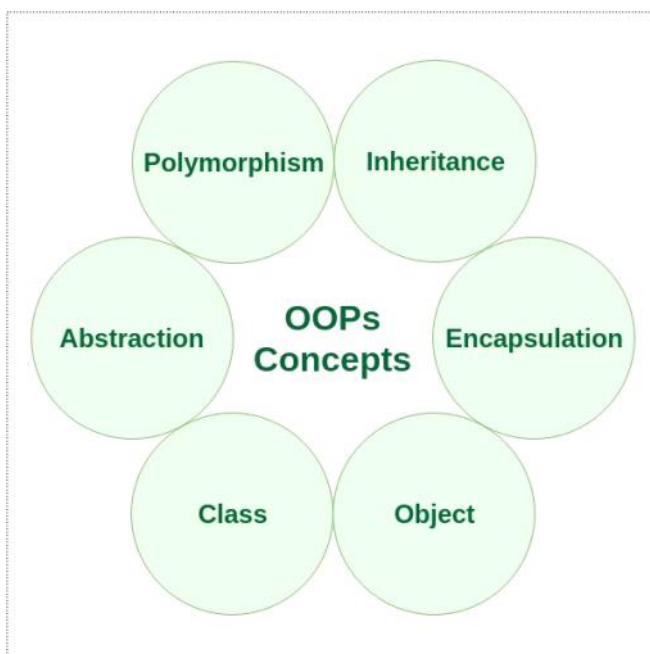 Polymorphism
Inheritance
Abstraction
OOPs
Concepts
Encapsulation
Class
Object